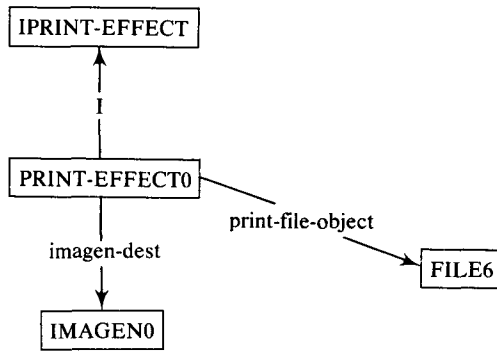 IPRINT-EFFECT
I
PRINT-EFFECT0
print-file-object
imagen-dest
FILE6
IMAGEN0